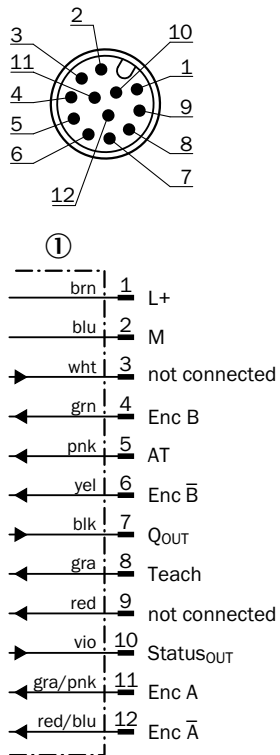 2
3
10
11
1
4
9
5
8
6
7
12
①
brn 1 L+
blu 2 M
wht 3 not connected
grn 4 Enc B
pnk 5 AT
yel 6 Enc B̅
blk 7 QOUT
gra 8 Teach
red 9 not connected
vio 10 StatusOUT
gra/pnk 11 Enc A
red/blu 12 Enc A̅